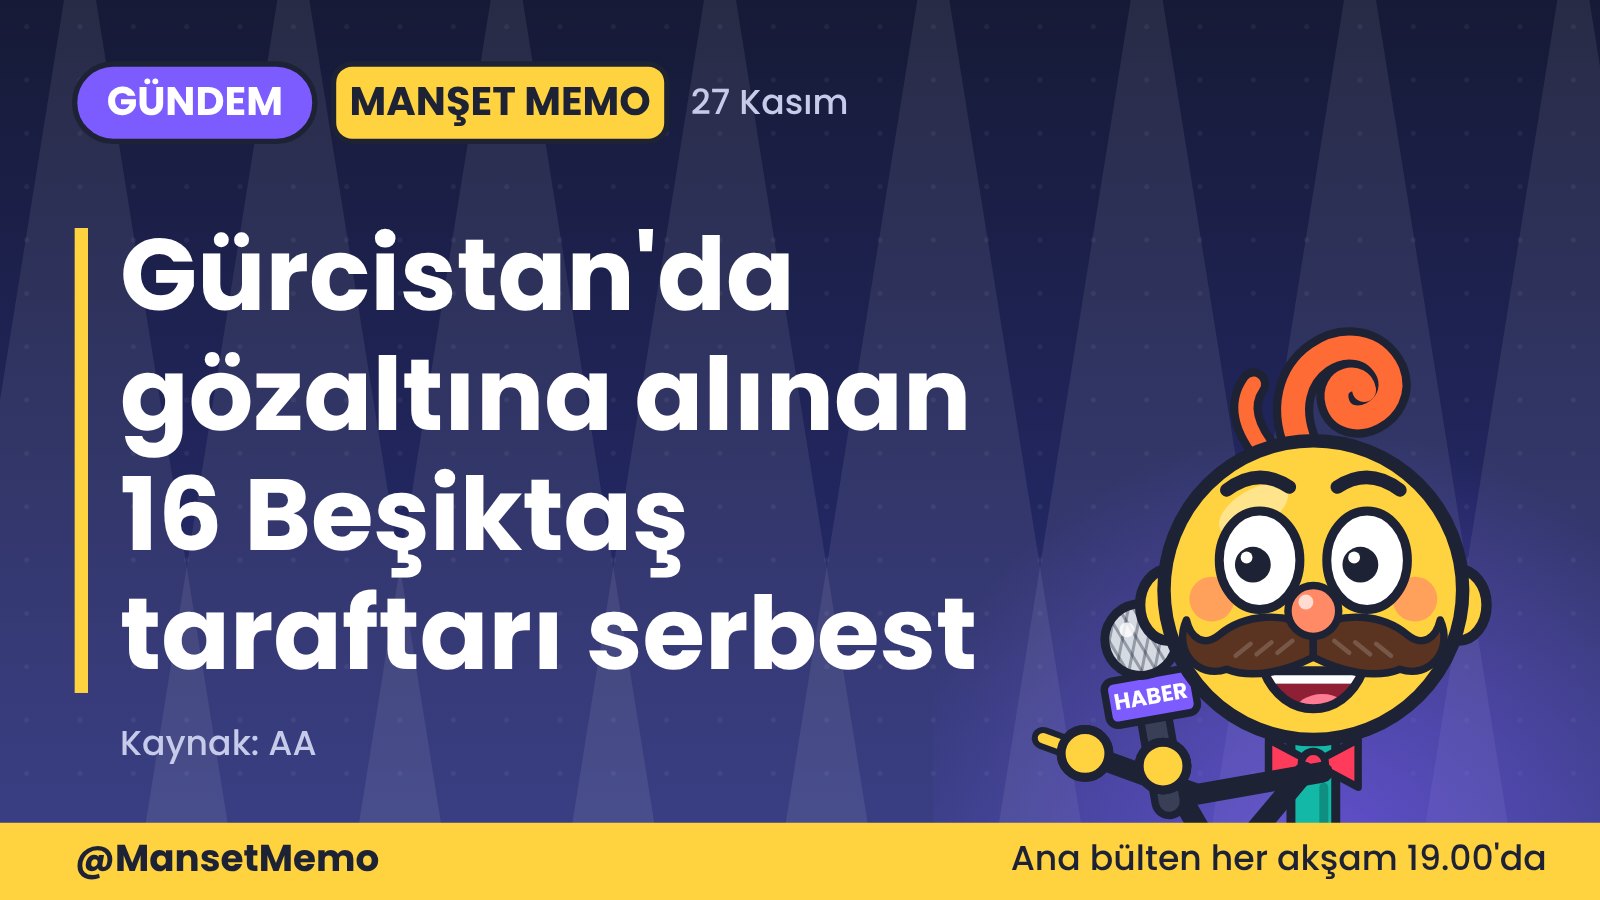 GÜNDEM MANŞET MEMO 27 Kasım
Gürcistan'da
gözaltına alınan
16 Beşiktaş
taraftarı serbest
Kaynak: AA
HABER
@MansetMemo Ana bülten her akşam 19.00'da